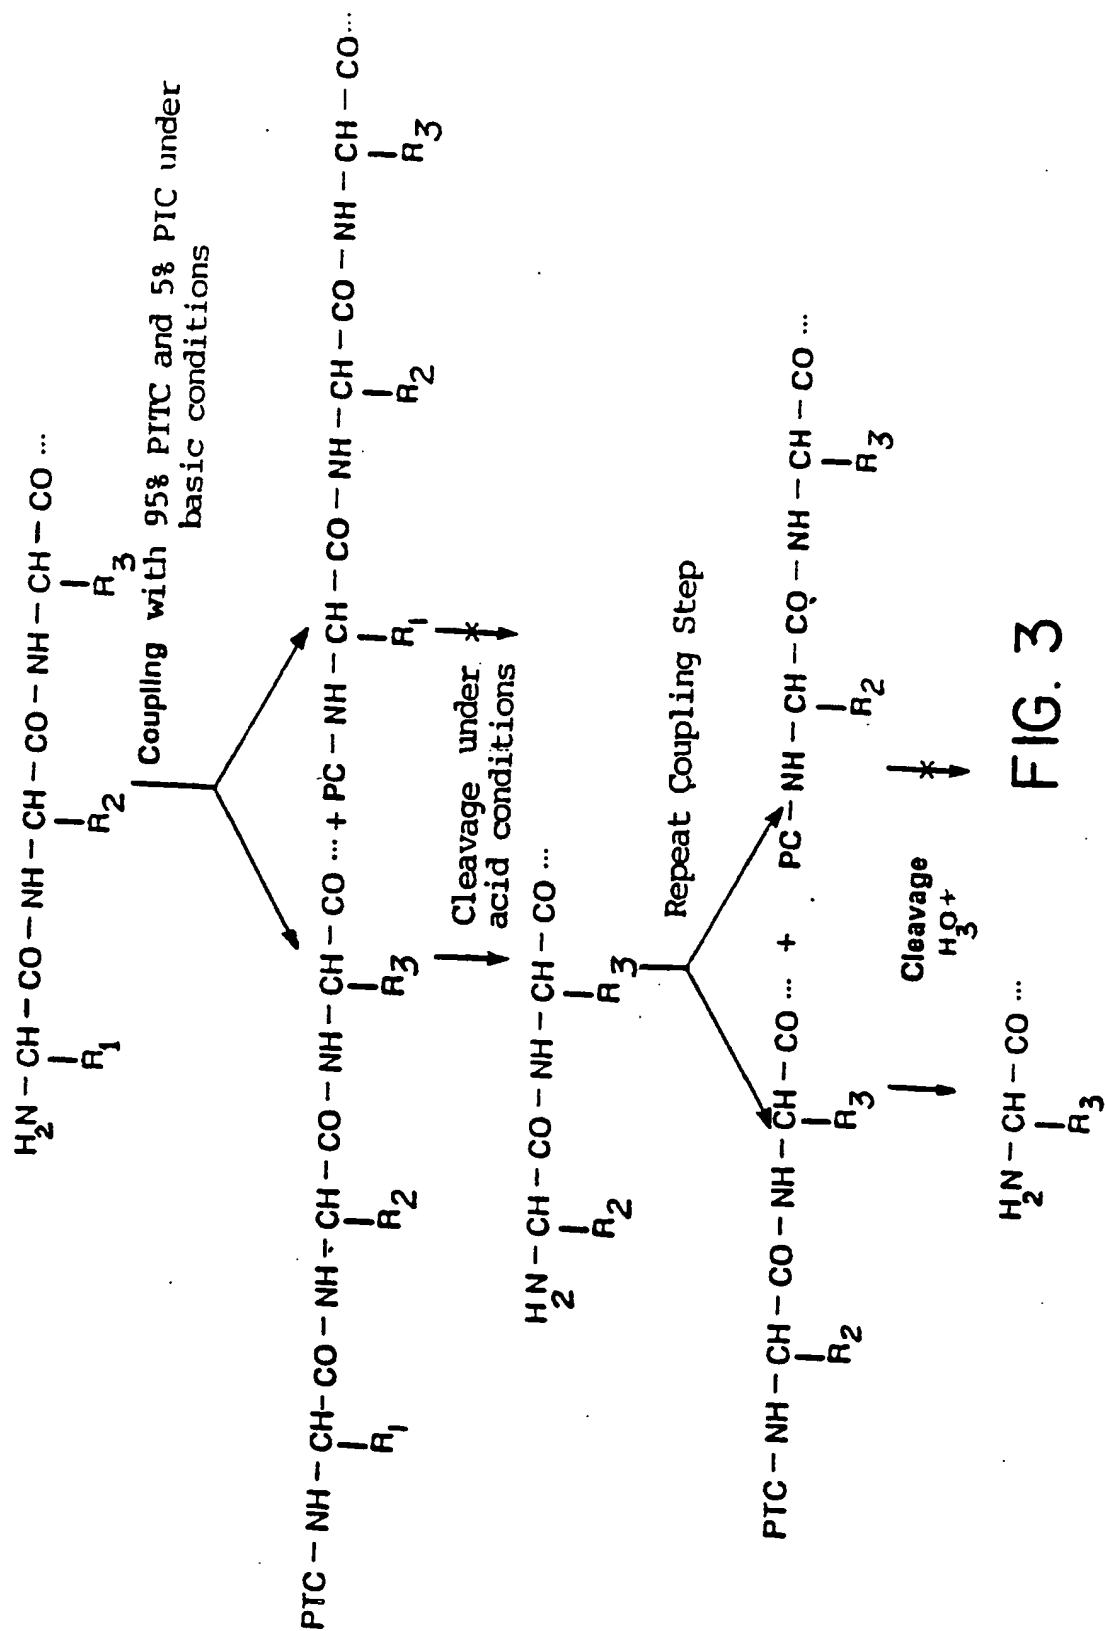 H2N – CH – CO – NH – CH – CO – NH – CH – CO ...
R1 R2 R3
Coupling with 95% PITC and 5% PIC under
basic conditions
PTC – NH – CH – CO – NH – CH – CO – NH – CH – CO ... + PC – NH – CH – CO – NH – CH – CO – NH – CH – CO ...
R1 R2 R3 R1 R2 R3
Cleavage under
acid conditions
H2N – CH – CO – NH – CH – CO ...
R2 R3
Repeat Coupling Step
PTC – NH – CH – CO – NH – CH – CO ... + PC – NH – CH – CO – NH – CH – CO ...
R2 R3 R2 R3
Cleavage
H3O+
H2N – CH – CO ...
R3
FIG. 3